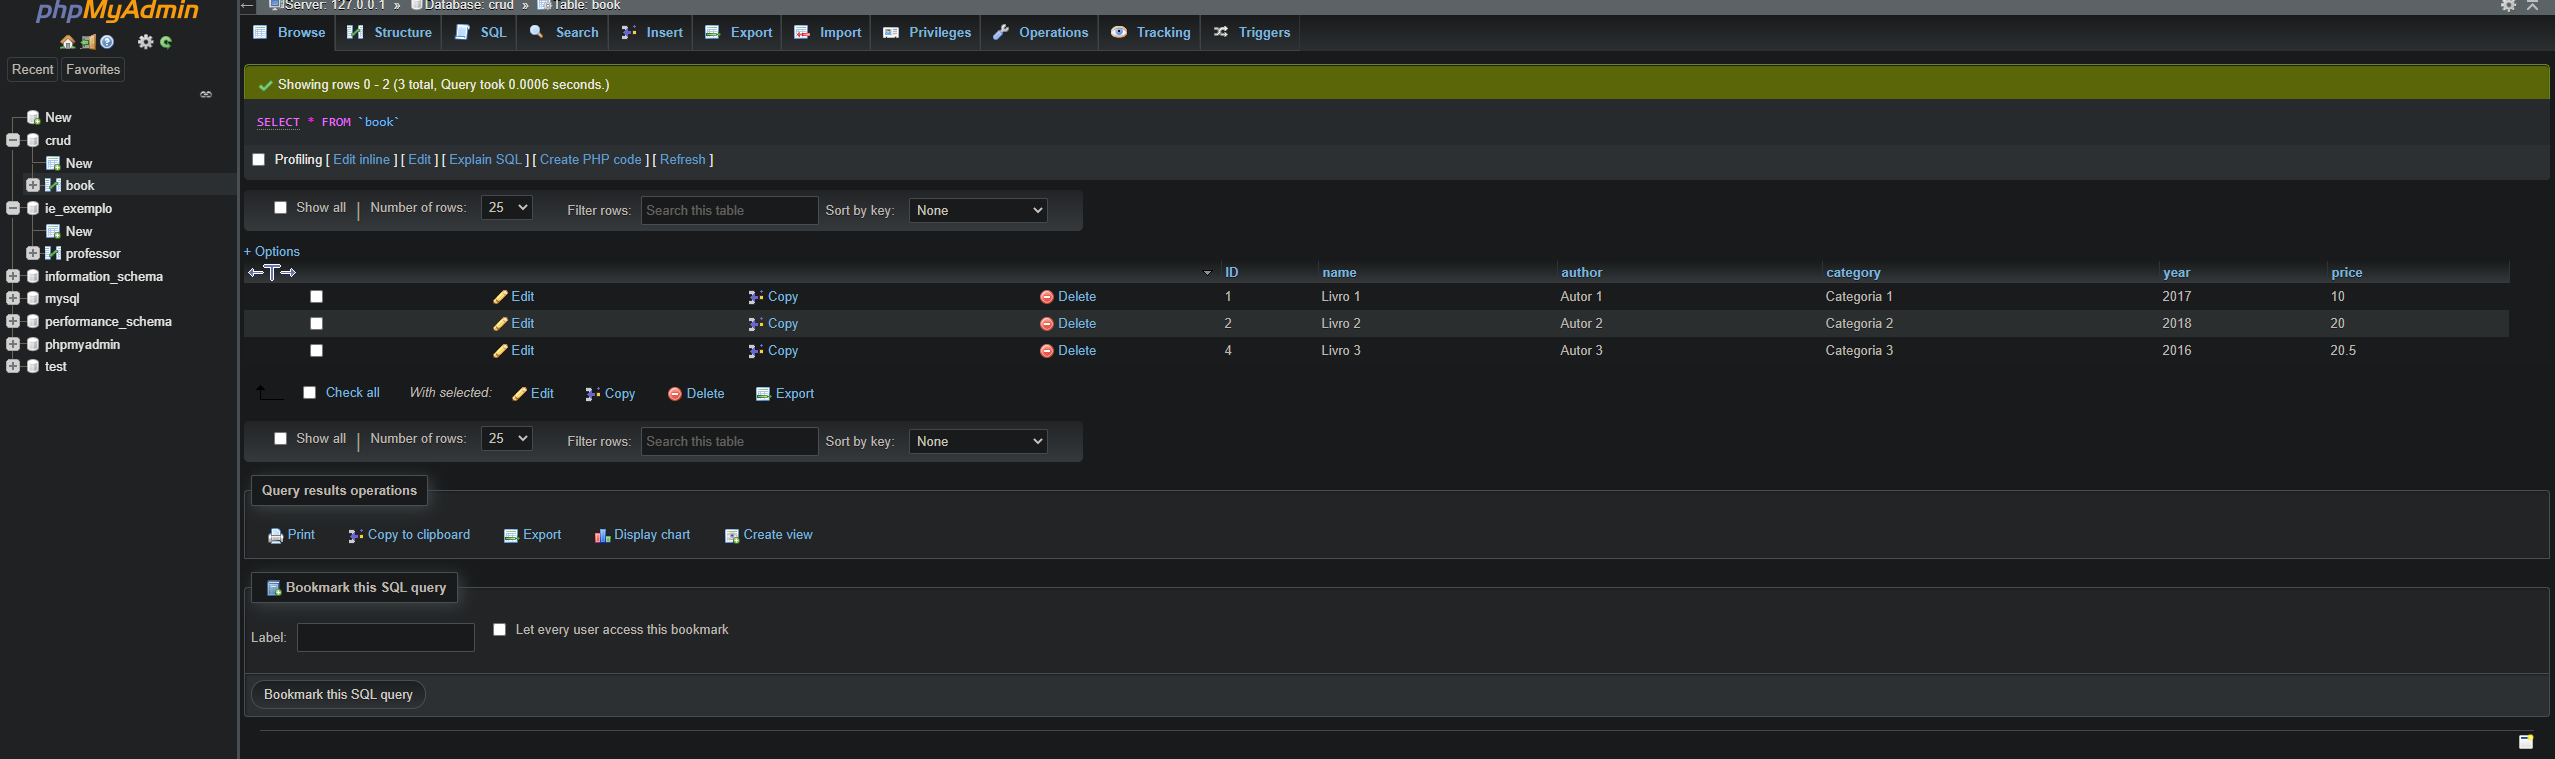 phpMyAdmin
Recent Favorites
New
crud
New
book
ie_exemplo
New
professor
information_schema
mysql
performance_schema
phpmyadmin
test
Server: 127.0.0.1 » Database: crud » Table: book
Browse Structure SQL Search Insert Export Import Privileges Operations Tracking Triggers
Showing rows 0 - 2 (3 total, Query took 0.0006 seconds.)
SELECT * FROM `book`
Profiling [ Edit inline ] [ Edit ] [ Explain SQL ] [ Create PHP code ] [ Refresh ]
Show all | Number of rows: 25 Filter rows: Search this table Sort by key: None
+ Options
←T→ ID name author category year price
Edit Copy Delete 1 Livro 1 Autor 1 Categoria 1 2017 10
Edit Copy Delete 2 Livro 2 Autor 2 Categoria 2 2018 20
Edit Copy Delete 4 Livro 3 Autor 3 Categoria 3 2016 20.5
Check all With selected: Edit Copy Delete Export
Show all | Number of rows: 25 Filter rows: Search this table Sort by key: None
Query results operations
Print Copy to clipboard Export Display chart Create view
Bookmark this SQL query
Label: Let every user access this bookmark
Bookmark this SQL query